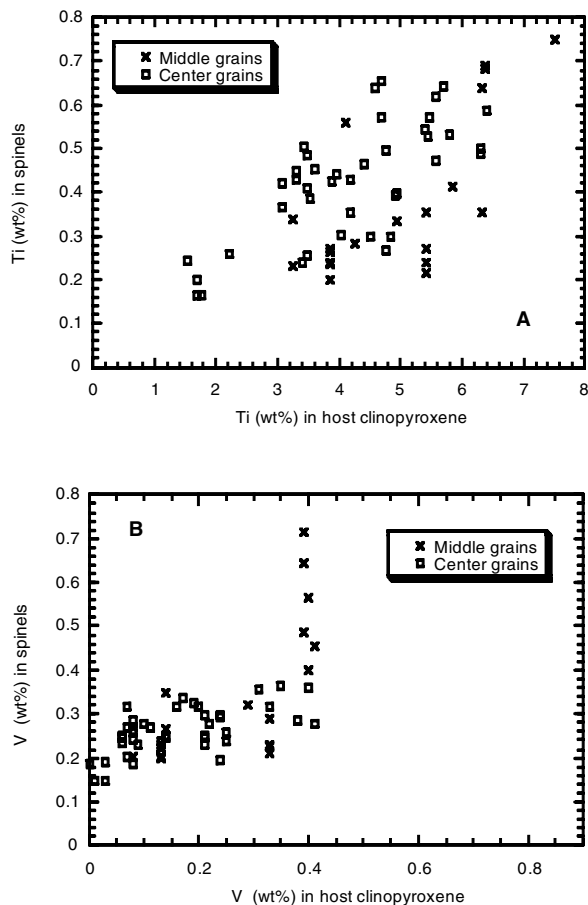 0.8
Middle grains
Center grains
0.7
0.6
0.5
0.4
0.3
0.2
0.1
0
Ti (wt%) in spinels
A
0 1 2 3 4 5 6 7 8
Ti (wt%) in host clinopyroxene
0.8
B
Middle grains
Center grains
0.7
0.6
0.5
0.4
0.3
0.2
0.1
0
V (wt%) in spinels
0 0.2 0.4 0.6 0.8
V (wt%) in host clinopyroxene